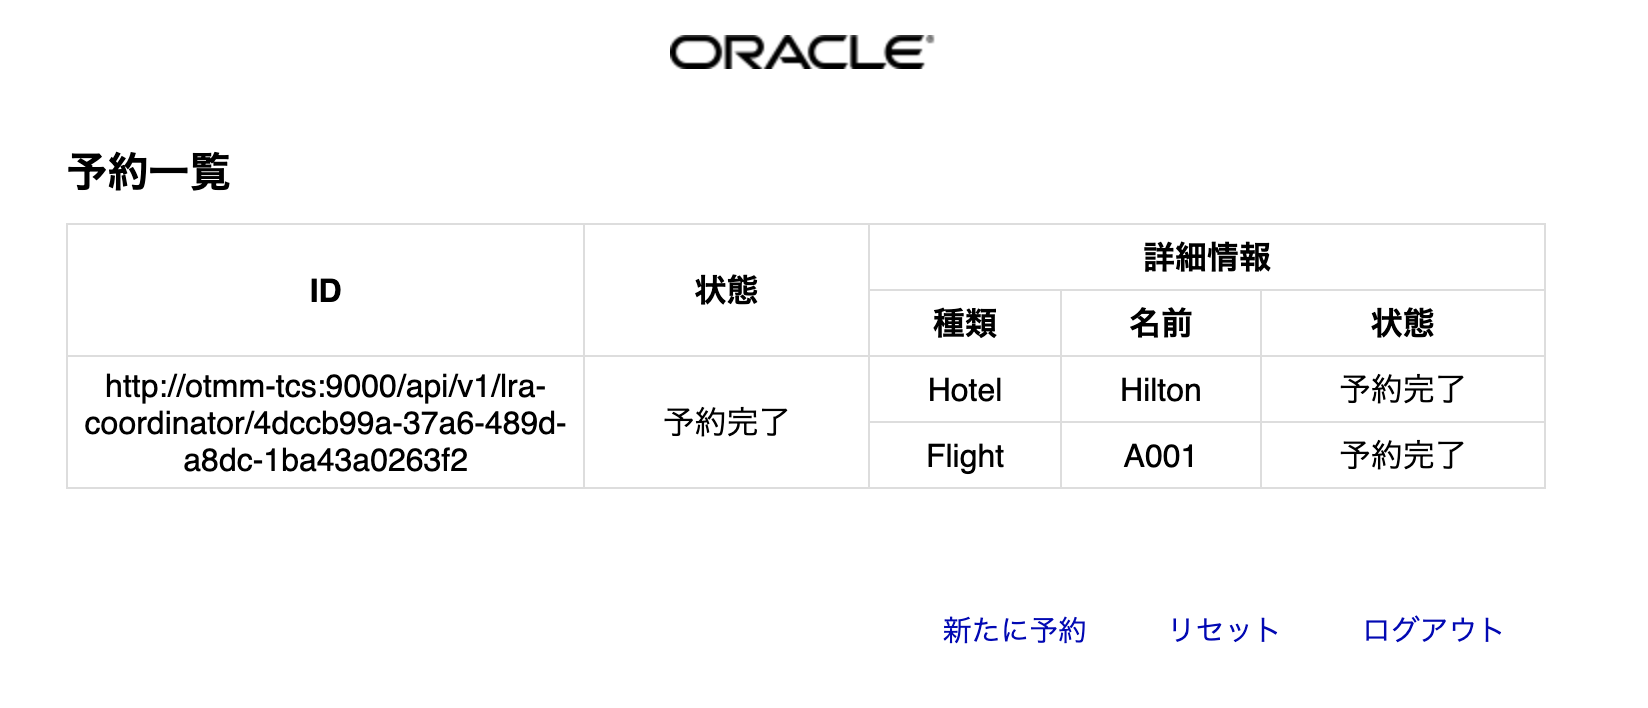 ORACLE®
予約一覧
ID
状態
詳細情報
種類
名前
状態
http://otmm-tcs:9000/api/v1/lra-
coordinator/4dccb99a-37a6-489d-
a8dc-1ba43a0263f2
予約完了
Hotel
Hilton
予約完了
Flight
A001
予約完了
新たに予約
リセット
ログアウト